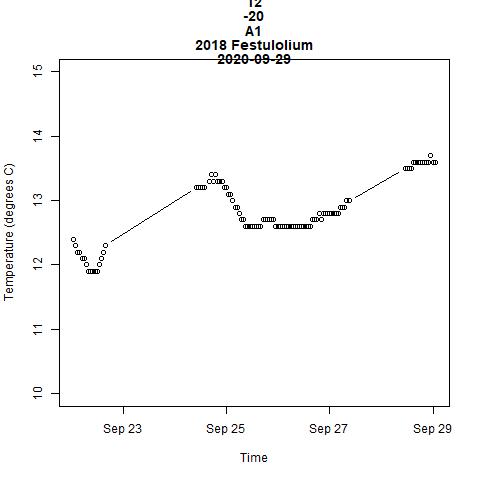 -20
A1
2018 Festulolium
2020-09-29
15
14
13
12
11
10
Temperature (degrees C)
Sep 23
Sep 25
Sep 27
Sep 29
Time